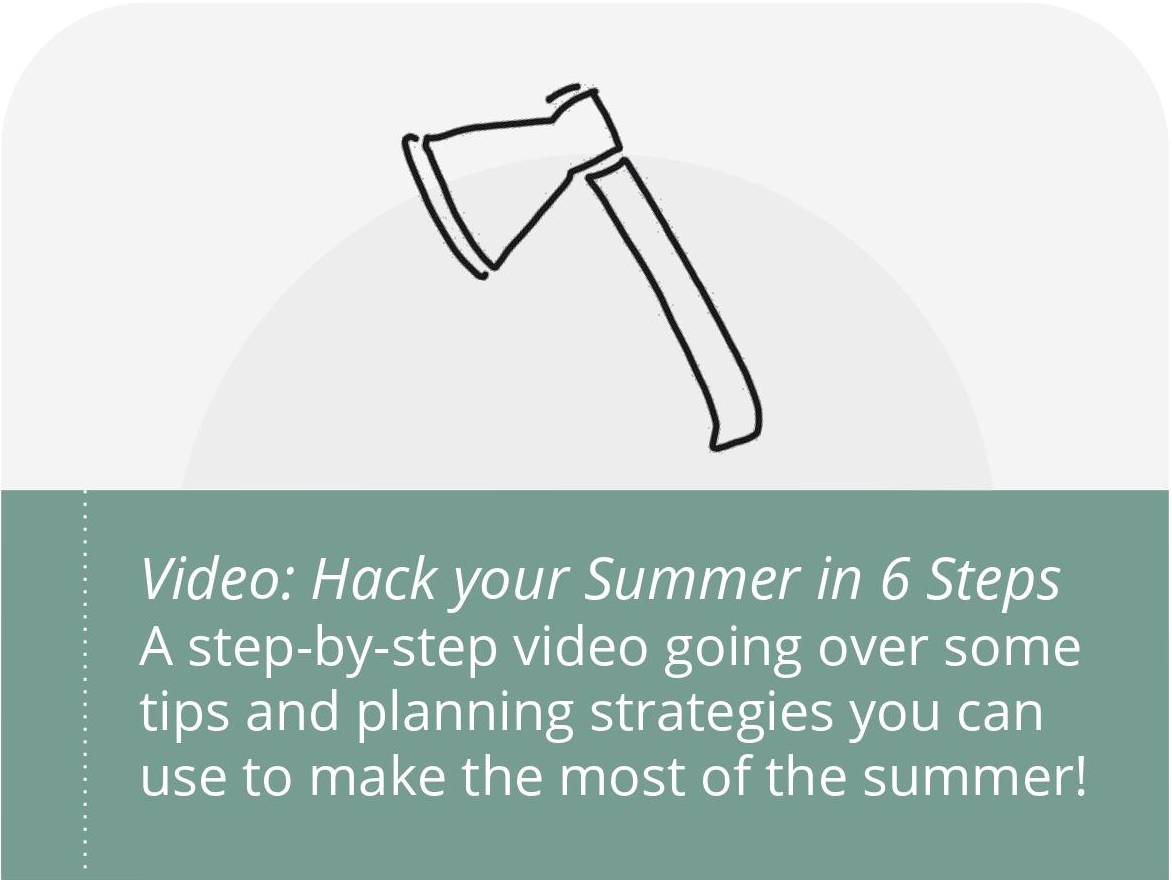 Video: Hack your Summer in 6 Steps
A step-by-step video going over some
tips and planning strategies you can
use to make the most of the summer!